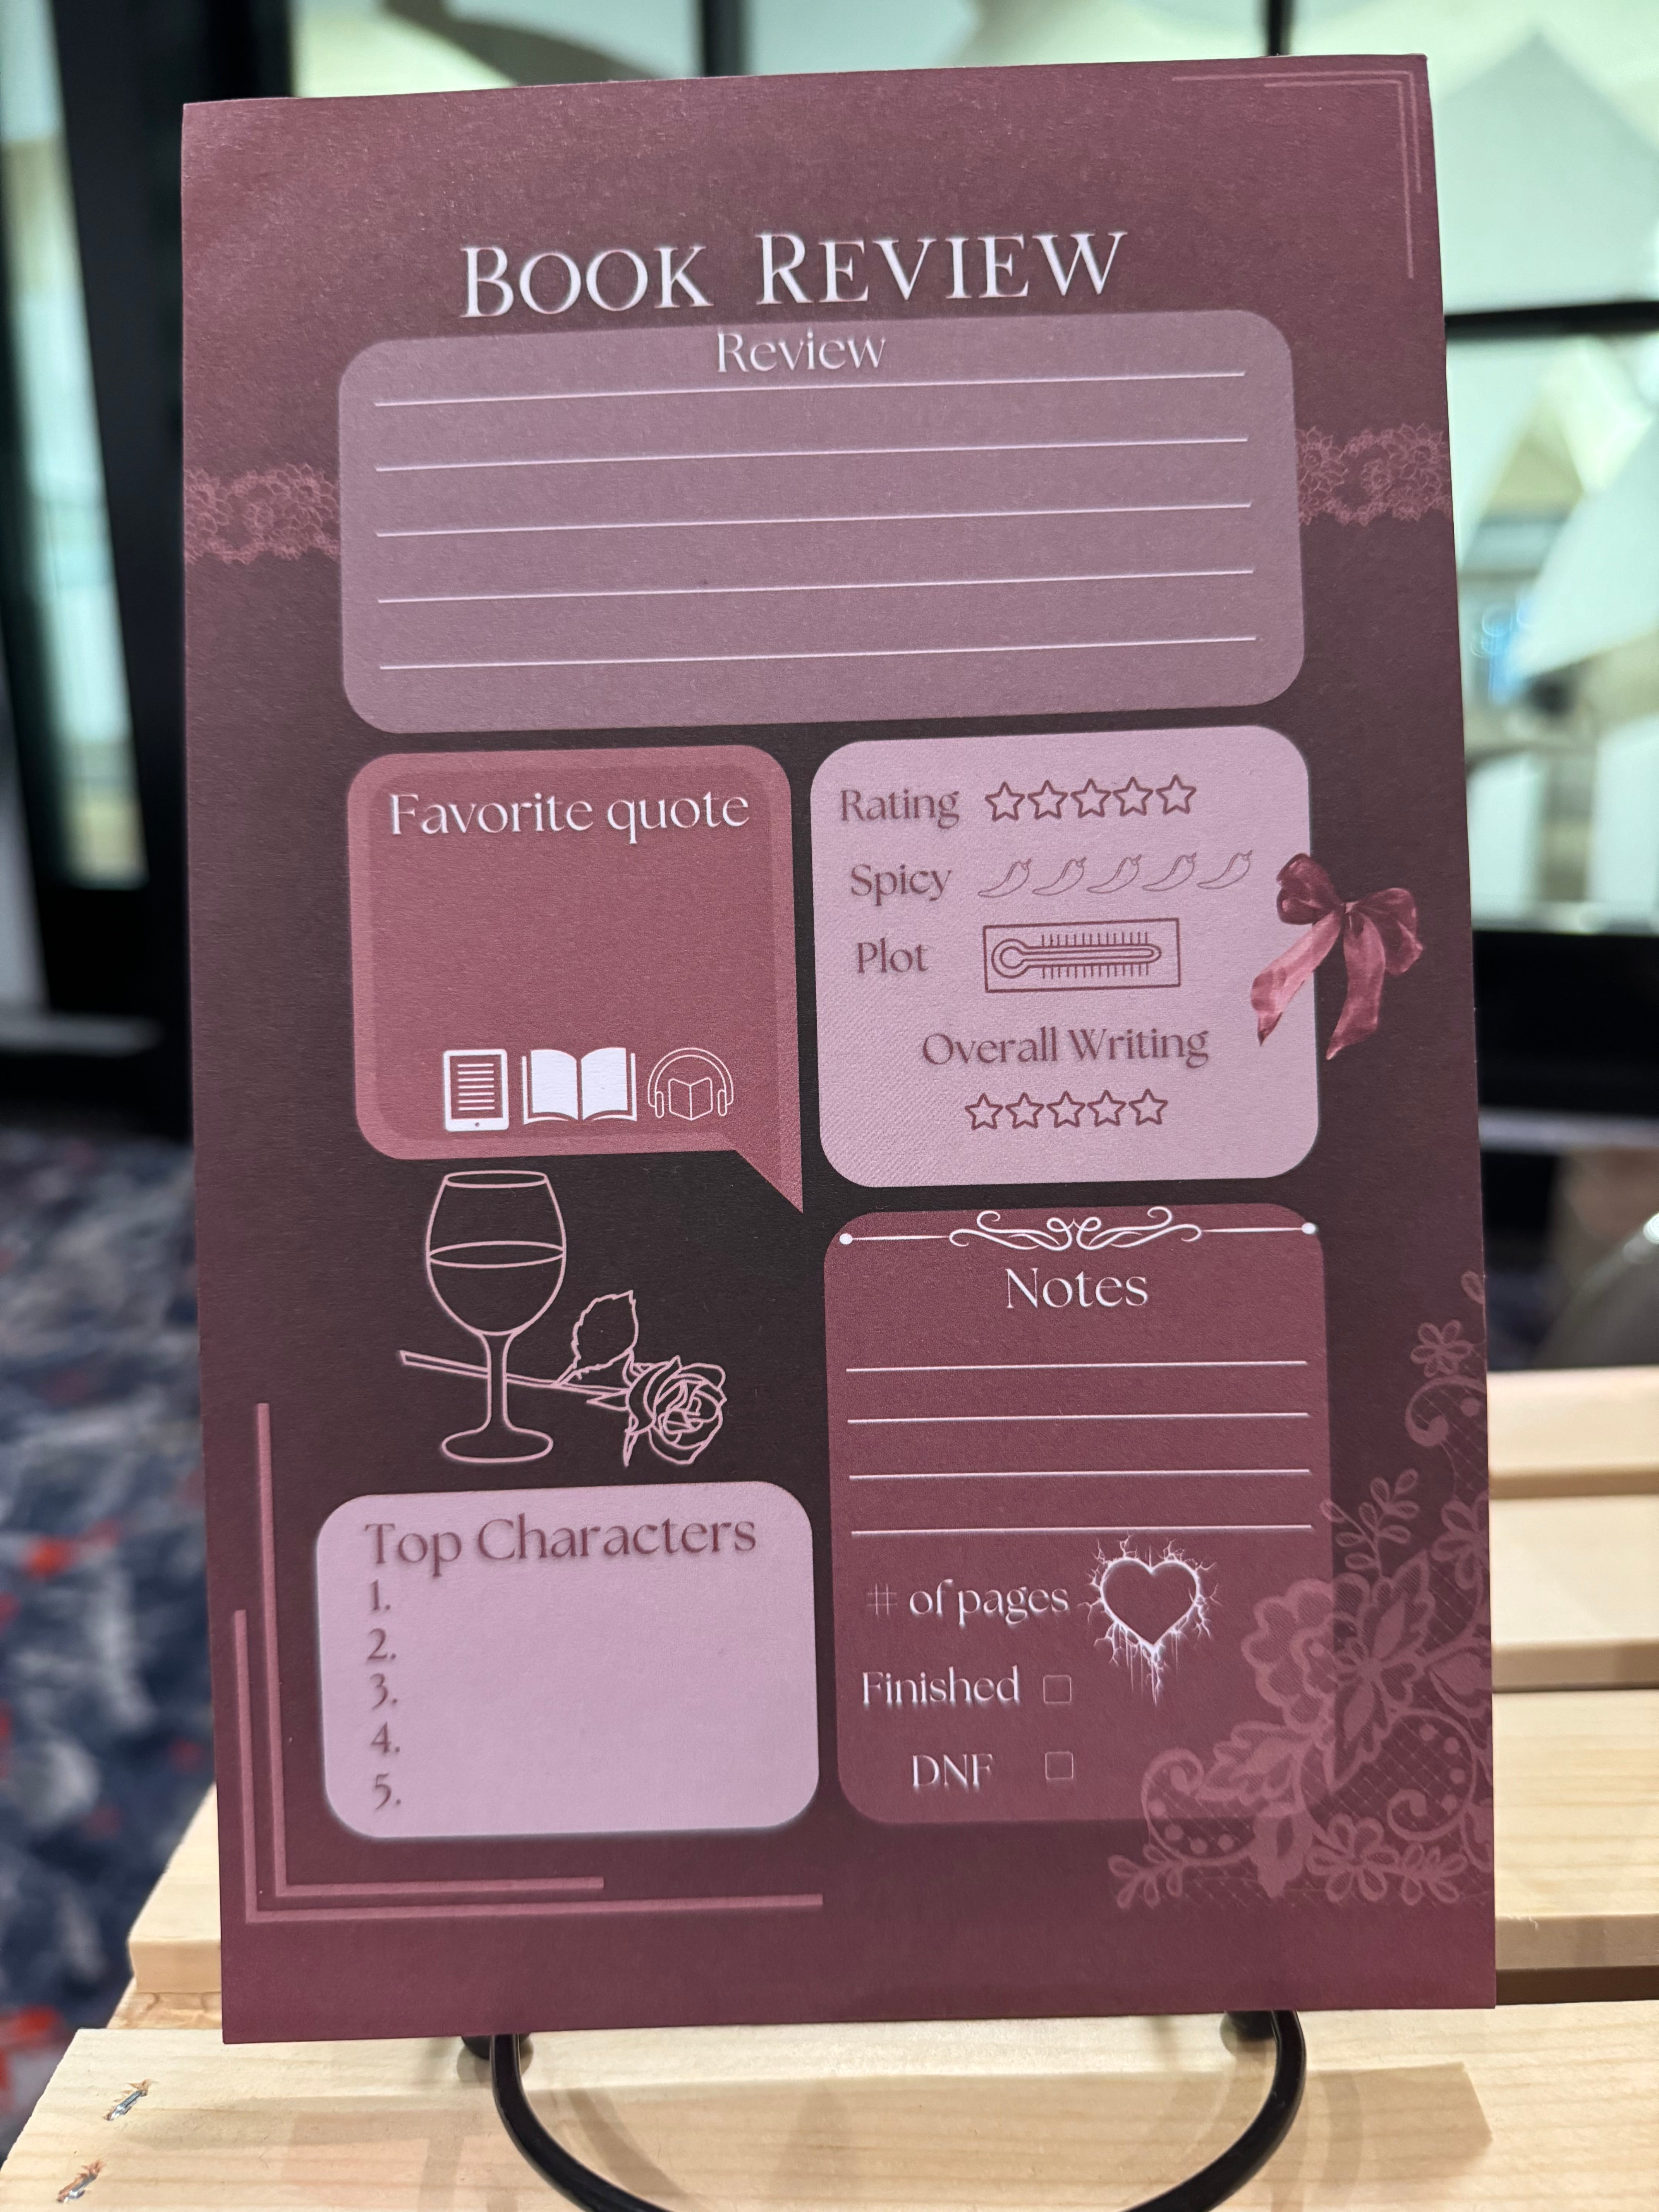 BOOK REVIEW
Review
Favorite quote
Rating
Spicy
Plot
Overall Writing
Notes
# of pages
Finished
DNF
Top Characters
1.
2.
3.
4.
5.